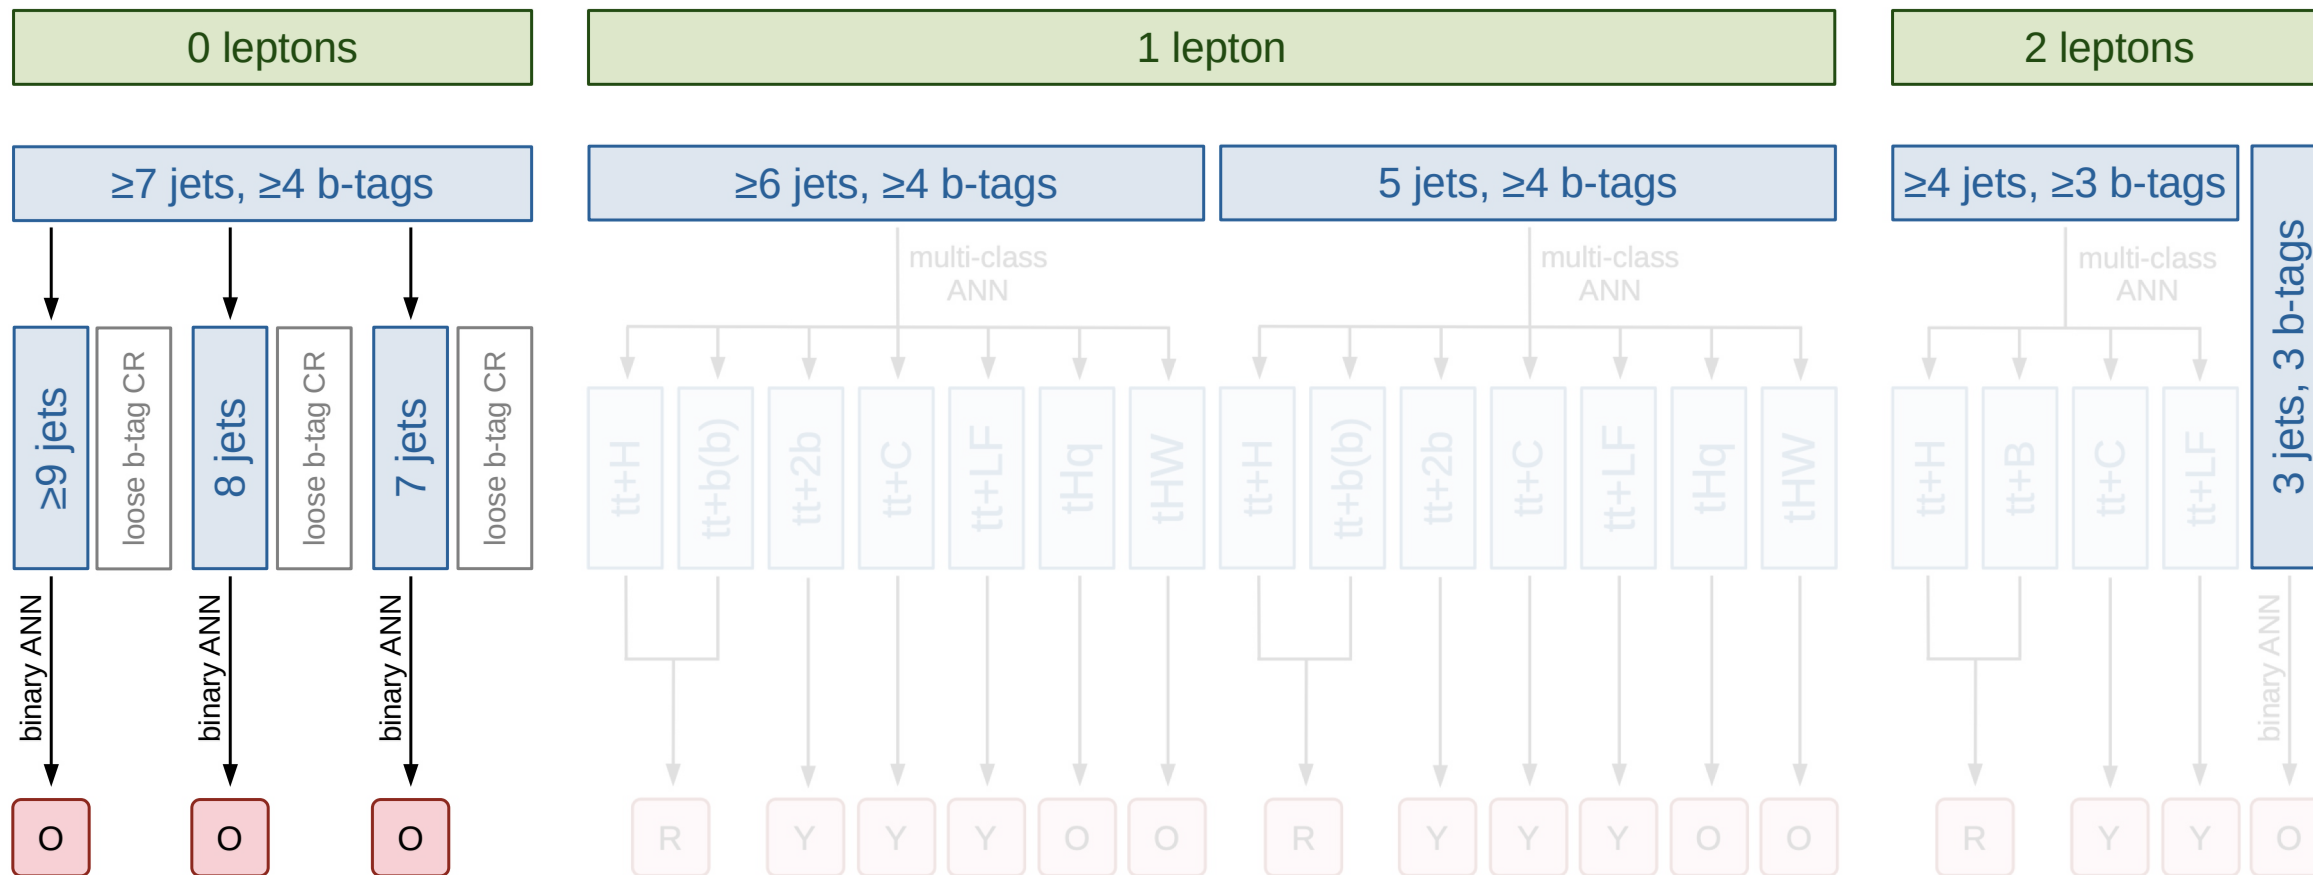 0 leptons
1 lepton
2 leptons
≥7 jets, ≥4 b-tags
≥6 jets, ≥4 b-tags
5 jets, ≥4 b-tags
≥4 jets, ≥3 b-tags
3 jets, 3 b-tags
multi-class
ANN
multi-class
ANN
multi-class
ANN
≥9 jets
loose b-tag CR
8 jets
loose b-tag CR
7 jets
loose b-tag CR
tt+H
tt+b(b)
tt+2b
tt+C
tt+LF
tHq
tHW
tt+H
tt+b(b)
tt+2b
tt+C
tt+LF
tHq
tHW
tt+H
tt+B
tt+C
tt+LF
binary ANN
binary ANN
binary ANN
binary ANN
O
O
O
R
Y
Y
Y
O
O
R
Y
Y
Y
O
O
R
Y
Y
O